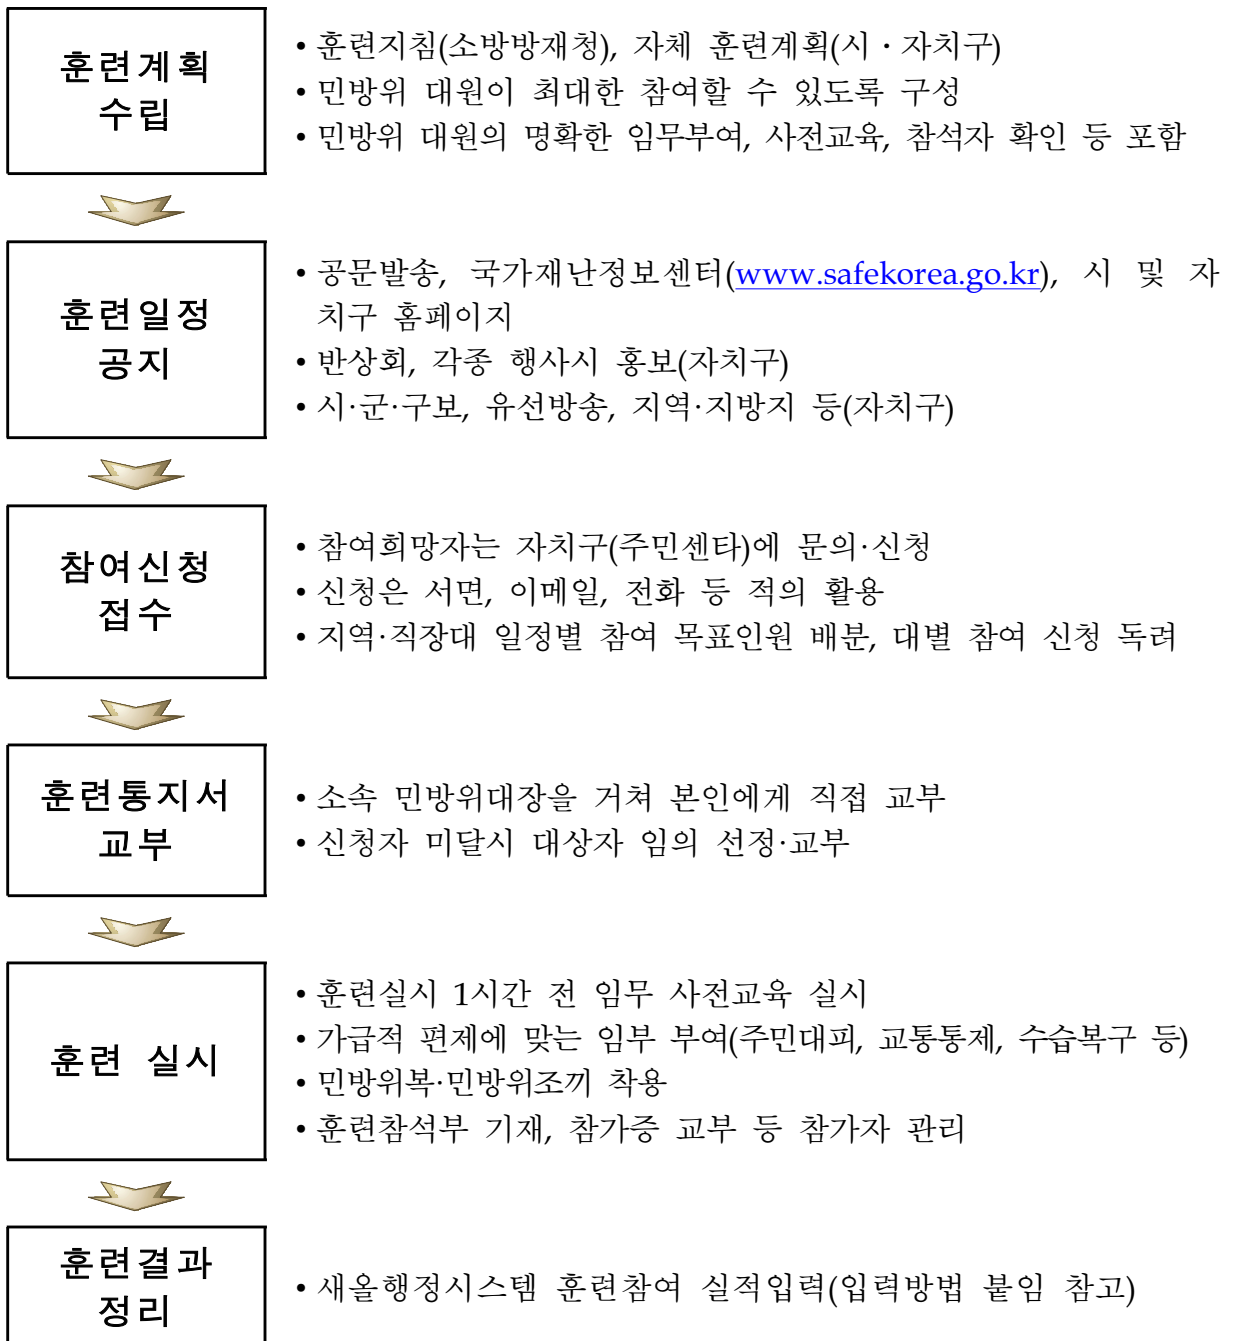 훈련계획
수립
• 훈련지침(소방방재청), 자체 훈련계획(시·자치구)
• 민방위 대원이 최대한 참여할 수 있도록 구성
• 민방위 대원의 명확한 임무부여, 사전교육, 참석자 확인 등 포함
훈련일정
공지
• 공문발송, 국가재난정보센터(www.safekorea.go.kr), 시 및 자
치구 홈페이지
• 반상회, 각종 행사시 홍보(자치구)
• 시·군·구보, 유선방송, 지역·지방지 등(자치구)
참여신청
접수
• 참여희망자는 자치구(주민센타)에 문의·신청
• 신청은 서면, 이메일, 전화 등 적의 활용
• 지역·직장대 일정별 참여 목표인원 배분, 대별 참여 신청 독려
훈련통지서
교부
• 소속 민방위대장을 거쳐 본인에게 직접 교부
• 신청자 미달시 대상자 임의 선정·교부
훈련 실시
• 훈련실시 1시간 전 임무 사전교육 실시
• 가급적 편제에 맞는 임부 부여(주민대피, 교통통제, 수습복구 등)
• 민방위복·민방위조끼 착용
• 훈련참석부 기재, 참가증 교부 등 참가자 관리
훈련결과
정리
• 새올행정시스템 훈련참여 실적입력(입력방법 붙임 참고)